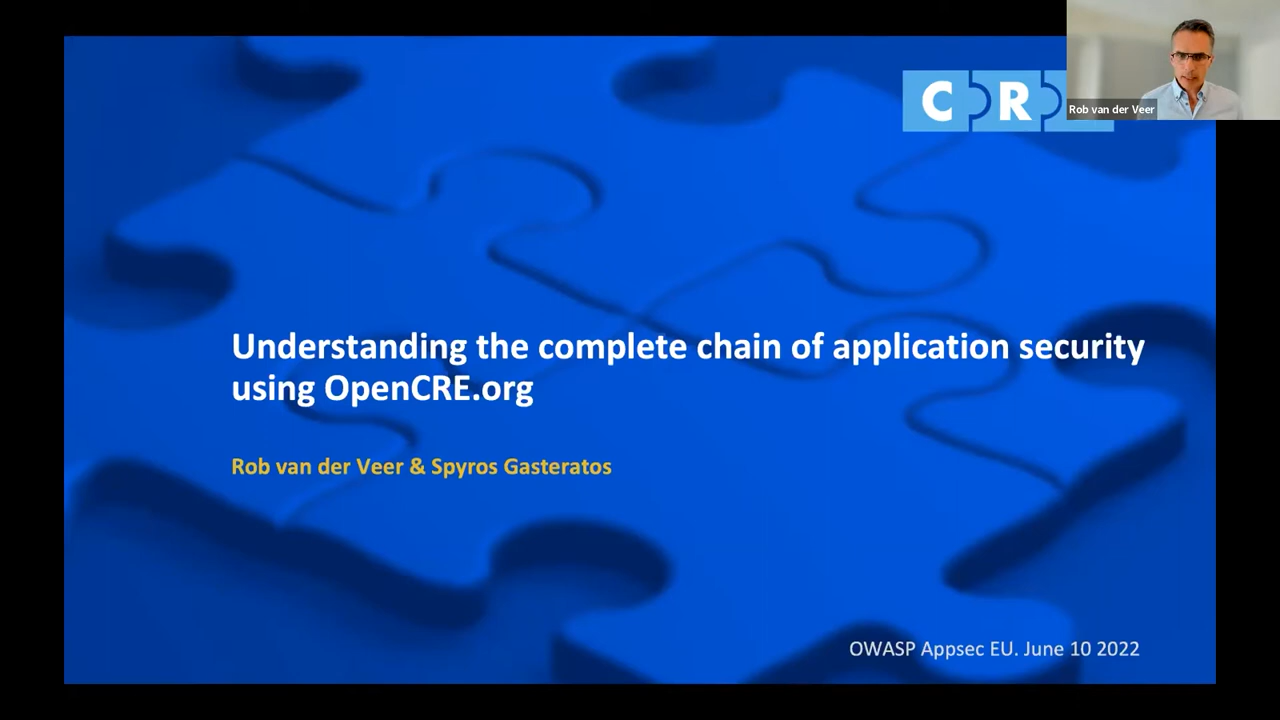 CR
Rob van der Veer
Understanding the complete chain of application security
using OpenCRE.org
Rob van der Veer & Spyros Gasteratos
OWASP Appsec EU. June 10 2022